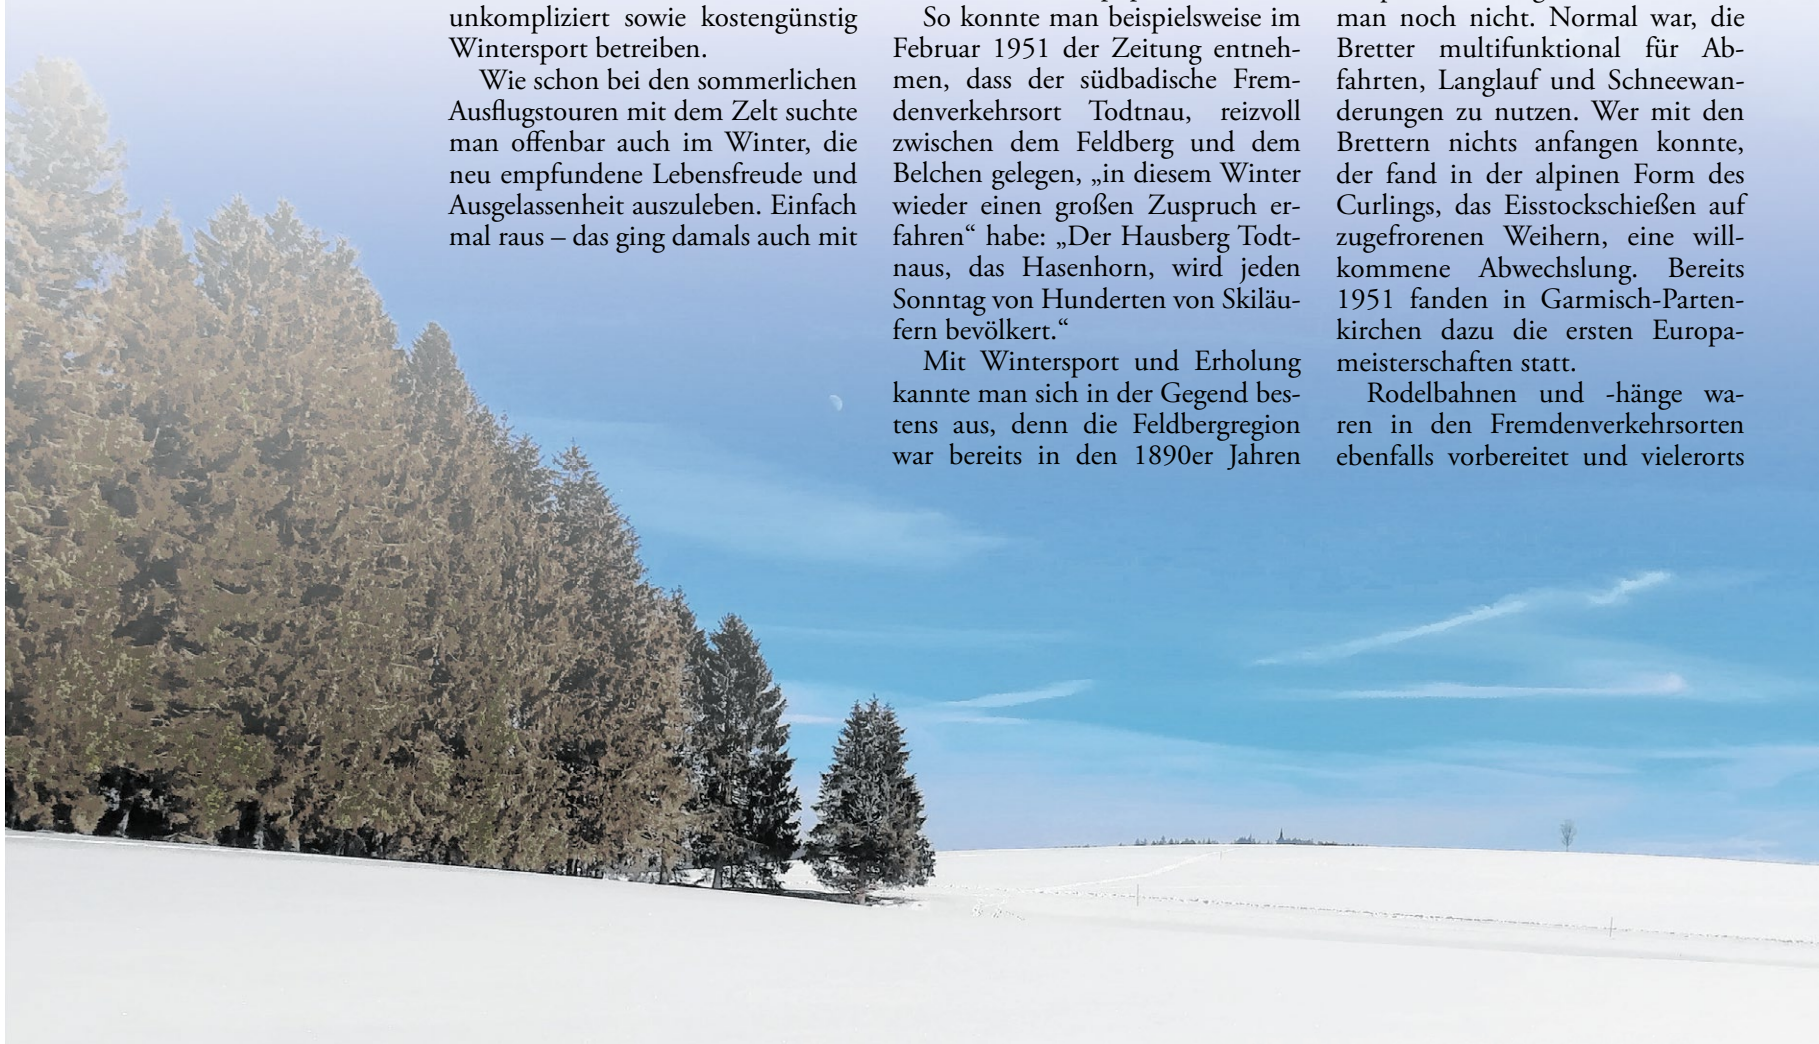 unkompliziert sowie kostengünstig
Wintersport betreiben.
Wie schon bei den sommerlichen
Ausflugstouren mit dem Zelt suchte
man offenbar auch im Winter, die
neu empfundene Lebensfreude und
Ausgelassenheit auszuleben. Einfach
mal raus – das ging damals auch mit
So konnte man beispielsweise im
Februar 1951 der Zeitung entneh-
men, dass der südbadische Frem-
denverkehrsort Todtnau, reizvoll
zwischen dem Feldberg und dem
Belchen gelegen, „in diesem Winter
wieder einen großen Zuspruch er-
fahren“ habe: „Der Hausberg Todt-
naus, das Hasenhorn, wird jeden
Sonntag von Hunderten von Skiläu-
fern bevölkert.“
Mit Wintersport und Erholung
kannte man sich in der Gegend bes-
tens aus, denn die Feldbergregion
war bereits in den 1890er Jahren
man noch nicht. Normal war, die
Bretter multifunktional für Ab-
fahrten, Langlauf und Schneewan-
derungen zu nutzen. Wer mit den
Brettern nichts anfangen konnte,
der fand in der alpinen Form des
Curlings, das Eisstockschießen auf
zugefrorenen Weihern, eine will-
kommene Abwechslung. Bereits
1951 fanden in Garmisch-Parten-
kirchen dazu die ersten Europa-
meisterschaften statt.
Rodelbahnen und -hänge wa-
ren in den Fremdenverkehrsorten
ebenfalls vorbereitet und vielerorts